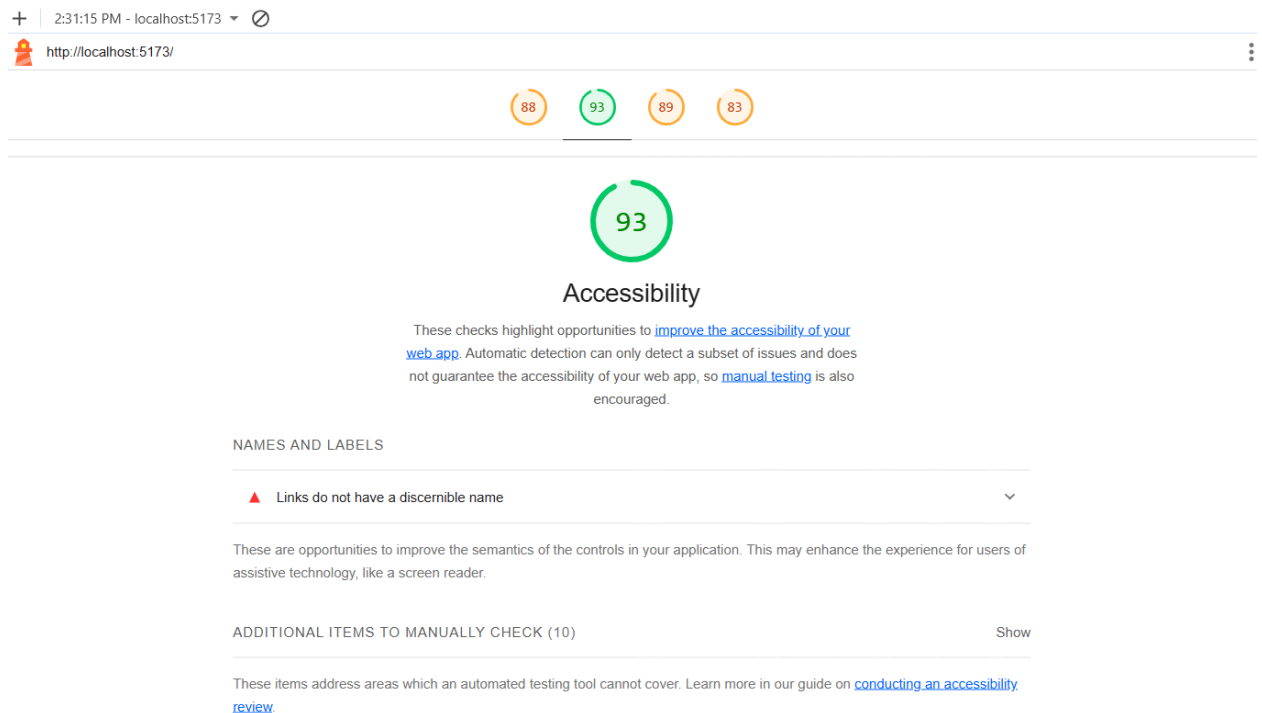 2:31:15 PM - localhost:5173
http://localhost:5173/
88 93 89 83
93
Accessibility
These checks highlight opportunities to improve the accessibility of your
web app. Automatic detection can only detect a subset of issues and does
not guarantee the accessibility of your web app, so manual testing is also
encouraged.
NAMES AND LABELS
Links do not have a discernible name
These are opportunities to improve the semantics of the controls in your application. This may enhance the experience for users of
assistive technology, like a screen reader.
ADDITIONAL ITEMS TO MANUALLY CHECK (10) Show
These items address areas which an automated testing tool cannot cover. Learn more in our guide on conducting an accessibility
review.